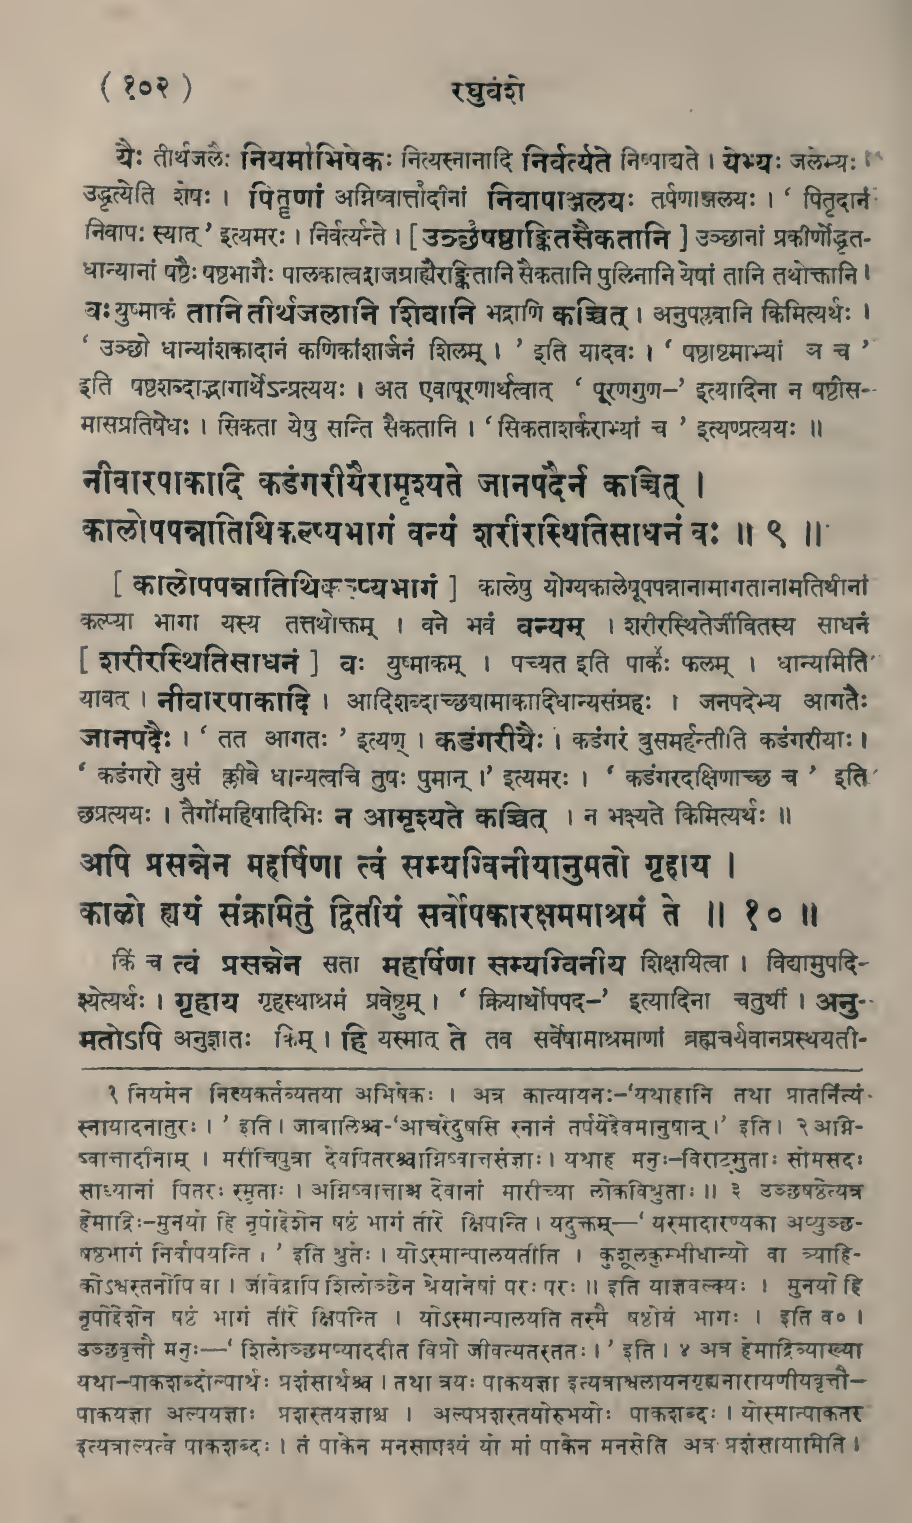 ( १०२ ) रघुवंशे
यैः तीर्थजलैः नियमाभिषेकः नित्यस्नानादि निर्वर्त्यते निष्पाद्यते । येभ्यः जलेभ्यः ।
उद्धृत्येति शेषः । पितॄणां अग्निष्वात्तादीनां निवापाञ्जलयः तर्पणाञ्जलयः । ‘ पितृदानं
निवापः स्यात् ’ इत्यमरः । निर्वर्त्यन्ते । [ उञ्छषष्ठाङ्कितसैकतानि ] उञ्छानां प्रकीर्णोद्धृत-
धान्यानां षष्ठैः षष्ठभागैः पालकात्वद्राजग्राह्यैरङ्कितानि सैकतानि पुलिनानि येषां तानि तथोक्तानि ।
वः युष्माकं तानि तीर्थजलानि शिवानि भद्राणि कच्चित् । अनुपप्लवानि किमित्यर्थः ।
‘ उञ्छो धान्यांशकादानं कणिकांशार्जनं शिलम् । ’ इति यादवः । ‘ षष्ठाष्टमाभ्यां ञ च ’
इति षष्ठशब्दाद्भागार्थेऽन्प्रत्ययः । अत एवापूरणार्थत्वात् ‘ पूरणगुण–’ इत्यादिना न षष्ठीस-
मासप्रतिषेधः । सिकता येषु सन्ति सैकतानि । ‘ सिकताशर्कराभ्यां च ’ इत्यण्प्रत्ययः ॥
नीवारपाकादि कडंगरीयैरामृश्यते जानपदैर्न कच्चित् ।
कालोपपन्नातिथिकल्प्यभागं वन्यं शरीरस्थितिसाधनं वः ॥ ९ ॥
[ कालोपपन्नातिथिकल्प्यभागं ] कालेषु योग्यकालेषूपपन्नानामागतानामतिथीनां
कल्प्या भागा यस्य तत्तथोक्तम् । वने भवं वन्यम् । शरीरस्थितेर्जीवितस्य साधनं
[ शरीरस्थितिसाधनं ] वः युष्माकम् । पच्यत इति पार्कः फलम् । धान्यमिति
यावत् । नीवारपाकादि । आदिशब्दाच्छ्यामाकादिधान्यसंग्रहः । जनपदेभ्य आगतैः
जानपदैः । ‘ तत आगतः ’ इत्यण् । कडंगरीयैः । कडंगरं बुसमर्हन्तीति कडंगरीयाः ।
‘ कडंगरो बुसं क्लीबे धान्यत्वचि तुषः पुमान् ।’ इत्यमरः । ‘ कडंगरदक्षिणाच्छ च ’ इति
छप्रत्ययः । तैर्गोमहिषादिभिः न आमृश्यते कच्चित् । न भक्ष्यते किमित्यर्थः ॥
अपि प्रसन्नेन महर्षिणा त्वं सम्यग्विनीयानुमतो गृहाय ।
कालो ह्ययं संक्रमितुं द्वितीयं सर्वोपकारक्षममाश्रमं ते ॥ १० ॥
किं च त्वं प्रसन्नेन सता महर्षिणा सम्यग्विनीय शिक्षयित्वा । विद्यामुपदि-
श्येत्यर्थः । गृहाय गृहस्थाश्रमं प्रवेष्टुम् । ‘ क्रियार्थोपपद–’ इत्यादिना चतुर्थी । अनु-
मतोऽपि अनुज्ञातः किम् । हि यस्मात् ते तव सर्वेषामाश्रमाणां ब्रह्मचर्यवानप्रस्थयती-
१ नियमेन नित्यकर्तव्यतया अभिषेकः । अत्र कात्यायनः–‘यथाहानि तथा प्रातर्नित्यं
स्नायादनातुरः । ’ इति । जाबालिश्च–‘आचरेदुषसि स्नानं तर्पयेद्देवमानुषान् ।’ इति । २ अग्नि-
ष्वात्तादीनाम् । मरीचिपुत्रा देवपितरश्चाग्निष्वात्तसंज्ञाः । यथाह मनुः–विराट्सुताः सोमसदः
साध्यानां पितरः स्मृताः । अग्निष्वात्ताश्च देवानां मारीच्या लोकविश्रुताः ॥ ३ उञ्छषष्ठेत्यत्र
हेमाद्रिः–मुनयो हि नृपोद्देशेन षष्ठं भागं तीरे क्षिपन्ति । यदुक्तम्—‘ यस्मादारण्यका अप्युञ्छ-
षष्ठभागं निर्वापयन्ति । ’ इति श्रुतेः । योऽस्मान्पालयतीति । कुशूलकुम्भीधान्यो वा त्र्याहि-
कोऽश्वस्तनोपि वा । जीवेद्वापि शिलोञ्छेन श्रेयानेषां परः परः ॥ इति याज्ञवल्क्यः । मुनयो हि
नृपोद्देशेन षष्ठं भागं तीरे क्षिपन्ति । योऽस्मान्पालयति तस्मै षष्ठोयं भागः । इति व० ।
उञ्छवृत्तौ मनुः—‘ शिलोञ्छमप्याददीत विप्रो जीवत्यतस्ततः । ’ इति । ४ अत्र हेमाद्रिव्याख्या
यथा–पाकशब्दोल्पार्थः प्रशंसार्थश्च । तथा त्रयः पाकयज्ञा इत्यत्राश्वलायनगृह्यनारायणीयवृत्तौ–
पाकयज्ञा अल्पयज्ञाः प्रशस्तयज्ञाश्च । अल्पप्रशस्तयोरुभयोः पाकशब्दः । योस्मान्पाकतर
इत्यत्राल्पत्वे पाकशब्दः । तं पाकेन मनसापश्यं यो मां पाकेन मनसेति अत्र प्रशंसायामिति ।